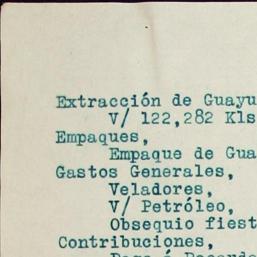 Extracción de Guayu
V/ 122,282 Kls
Empaques,
Empaque de Gua
Gastos Generales,
Veladores,
V/ Petróleo,
Obsequio fiest
Contribuciones,